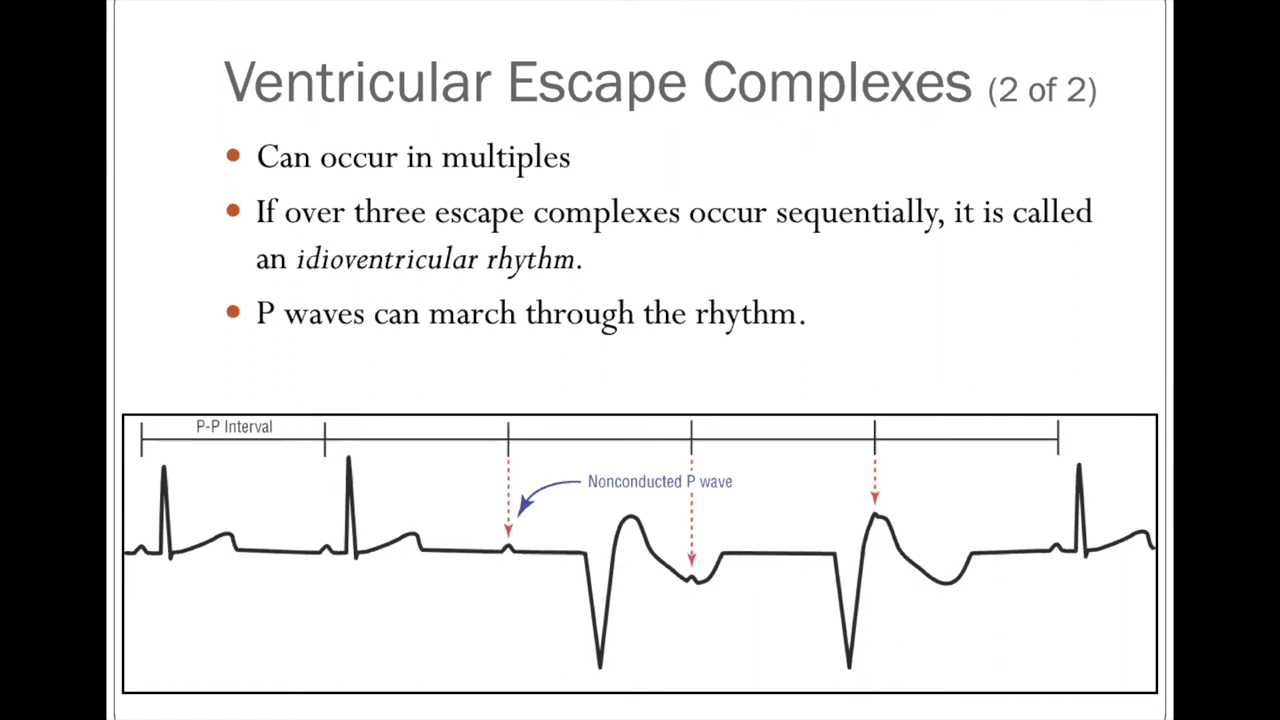 Ventricular Escape Complexes (2 of 2)
• Can occur in multiples
• If over three escape complexes occur sequentially, it is called
an idioventricular rhythm.
• P waves can march through the rhythm.
P-P Interval
Nonconducted P wave